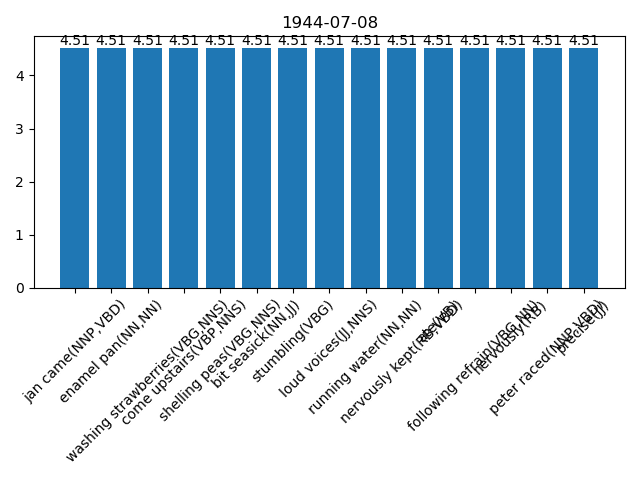 1944-07-08
4.51 4.51 4.51 4.51 4.51 4.51 4.51 4.51 4.51 4.51 4.51 4.51 4.51 4.51 4.51
4
3
2
1
0
jan came(NNP,VBD)
enamel pan(NN,NN)
washing strawberries(VBG,NNS)
come upstairs(VBP,NNS)
shelling peas(VBG,NNS)
bit seasick(NN,JJ)
stumbling(VBG)
loud voices(JJ,NNS)
running water(NN,NN)
nervously kept(RB,VBD)
following refrain(VBG,NN)
nervously(RB)
peter raced(NNP,VBD)
precise(JJ)